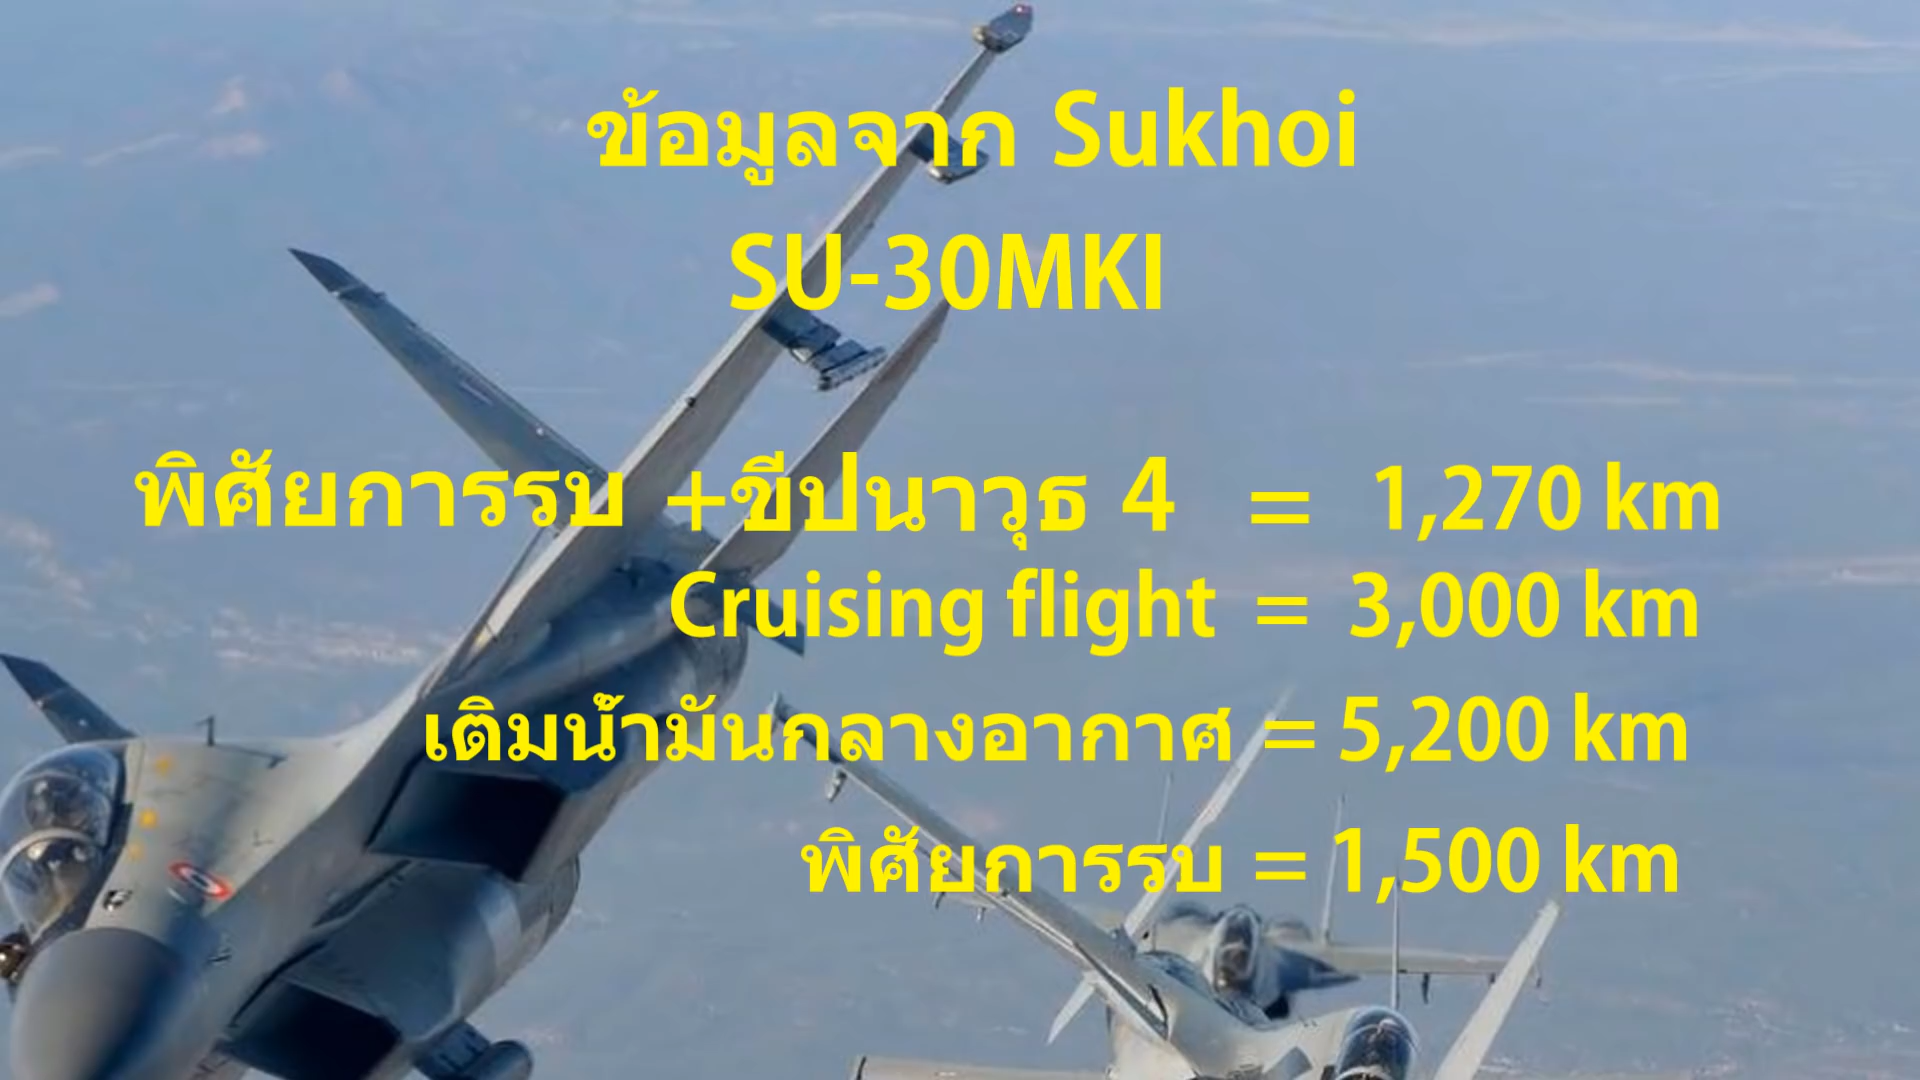 ข้อมูลจาก Sukhoi
SU-30MKI
พิศัยการรบ +ขีปนาวุธ 4 = 1,270 km
Cruising flight = 3,000 km
เติมน้ำมันกลางอากาศ = 5,200 km
พิศัยการรบ = 1,500 km